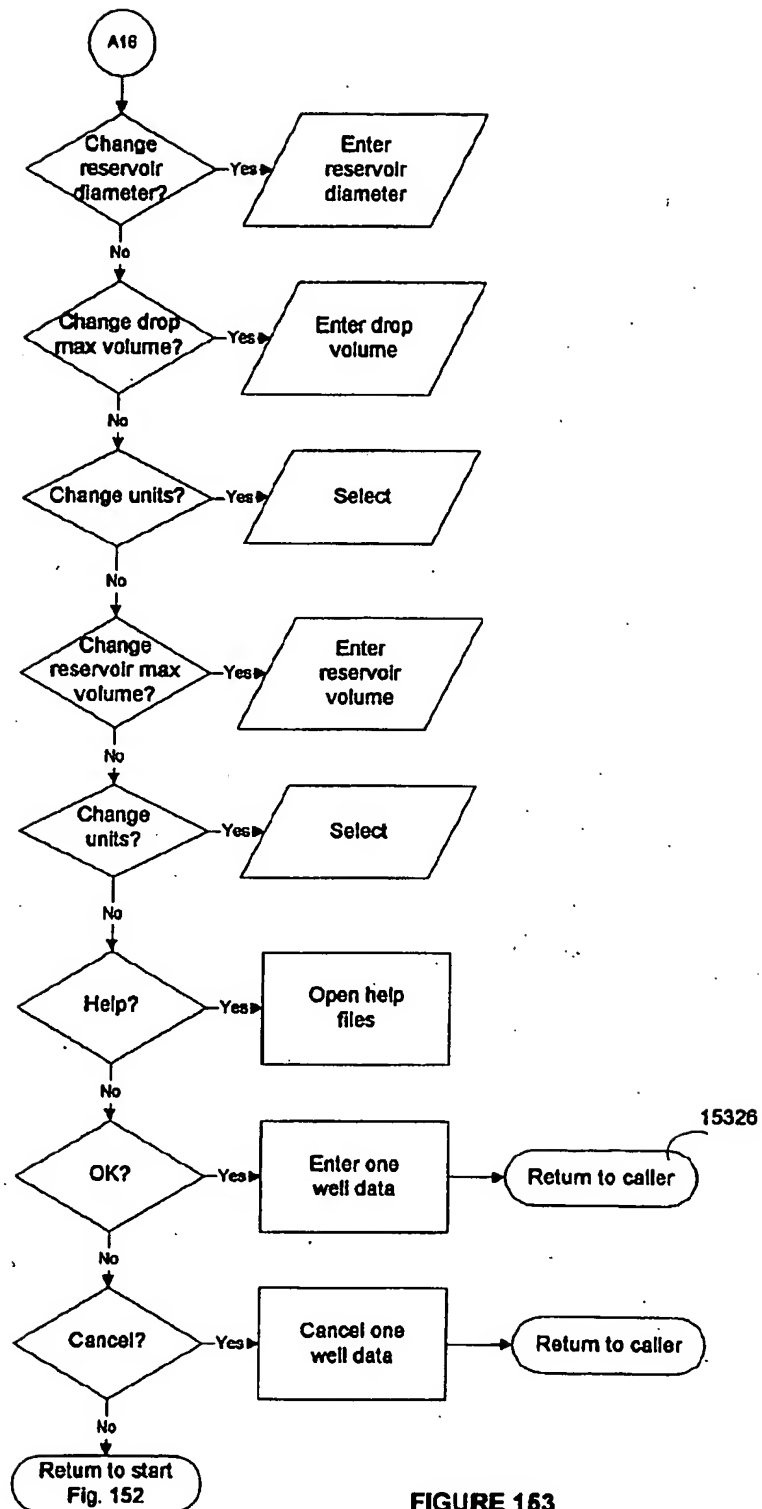 A16
Change
reservoir
diameter?
Yes
Enter
reservoir
diameter
No
Change drop
max volume?
Yes
Enter drop
volume
No
Change units?
Yes
Select
No
Change
reservoir max
volume?
Yes
Enter
reservoir
volume
No
Change
units?
Yes
Select
No
Help?
Yes
Open help
files
No
15326
OK?
Yes
Enter one
well data
Return to caller
No
Cancel?
Yes
Cancel one
well data
Return to caller
No
Return to start
Fig. 152
FIGURE 153